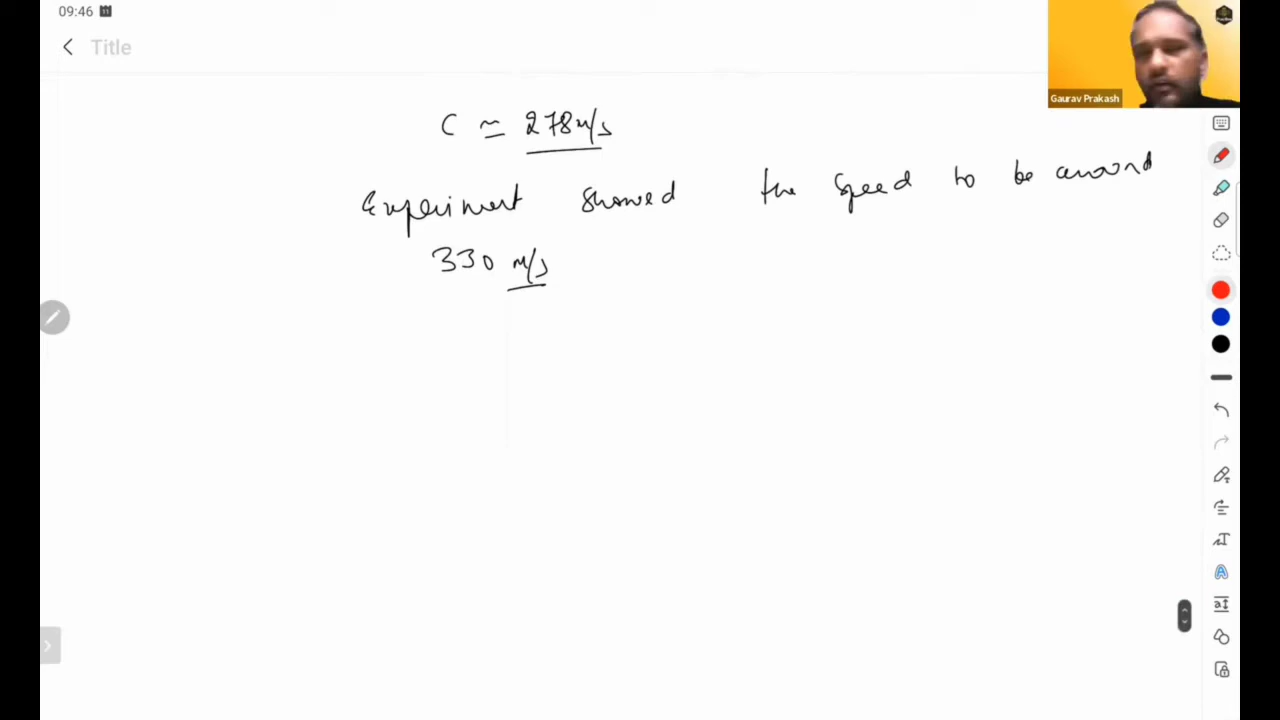 09:46
Title
Gaurav Prakash
C ≃ 278 m/s
Experiment showed the speed to be around
330 m/s